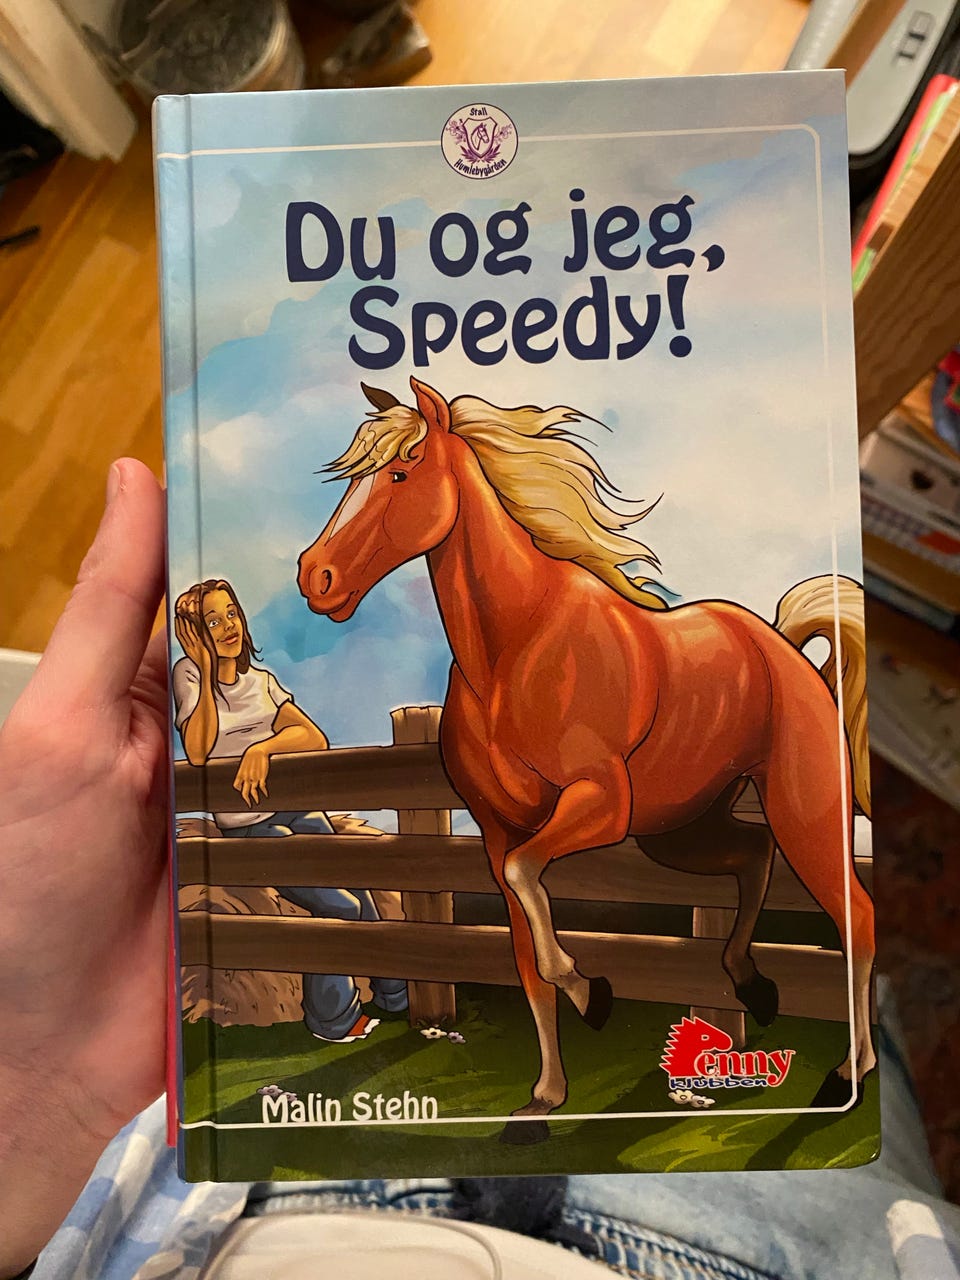 Stall
Humlebygården
Du og jeg,
Speedy!
Penny
klubben
Malin Stehn